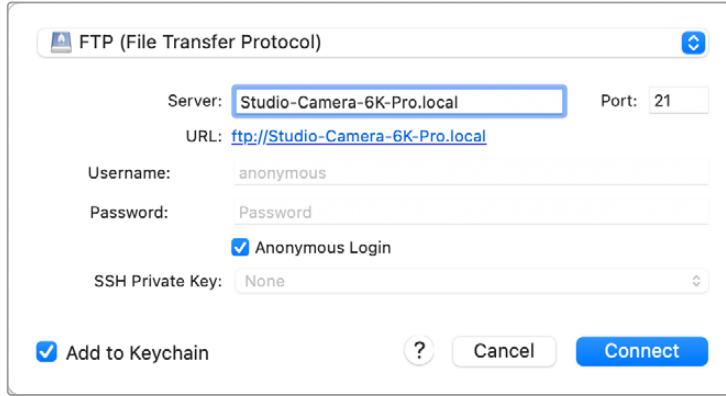 FTP (File Transfer Protocol)
Server: Studio-Camera-6K-Pro.local Port: 21
URL: ftp://Studio-Camera-6K-Pro.local
Username: anonymous
Password: Password
Anonymous Login
SSH Private Key: None
Add to Keychain ? Cancel Connect